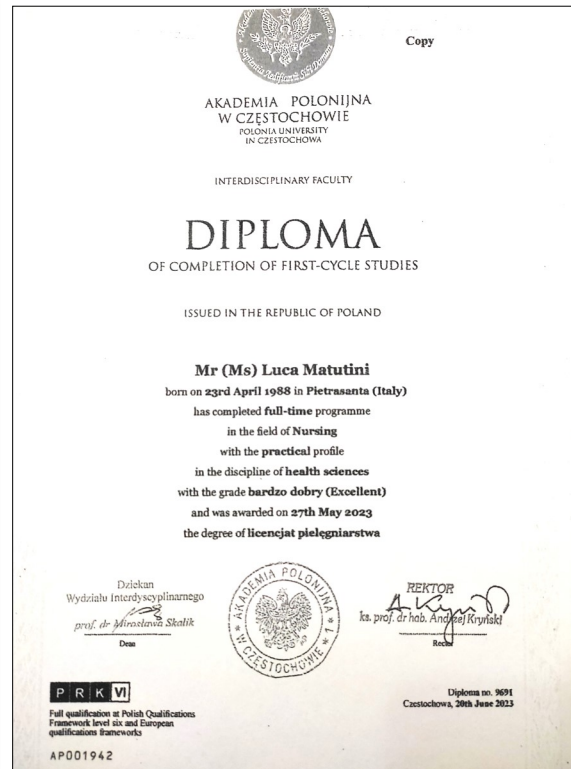 Copy
AKADEMIA POLONIJNA
W CZĘSTOCHOWIE
POLONIA UNIVERSITY
IN CZESTOCHOWA
INTERDISCIPLINARY FACULTY
DIPLOMA
OF COMPLETION OF FIRST-CYCLE STUDIES
ISSUED IN THE REPUBLIC OF POLAND
Mr (Ms) Luca Matutini
born on 23rd April 1988 in Pietrasanta (Italy)
has completed full-time programme
in the field of Nursing
with the practical profile
in the discipline of health sciences
with the grade bardzo dobry (Excellent)
and was awarded on 27th May 2023
the degree of licencjat pielęgniarstwa
Dziekan
Wydziału Interdyscyplinarnego
prof. dr Mirosława Skalik
Dean
AKADEMIA POLONIJNA W CZĘSTOCHOWIE * 1 *
REKTOR
ks. prof. dr hab. Andrzej Kryński
Rector
PRK VI
Full qualification at Polish Qualifications
Framework level six and European
qualifications frameworks
AP001942
Diploma no. 9691
Czestochowa, 20th June 2023